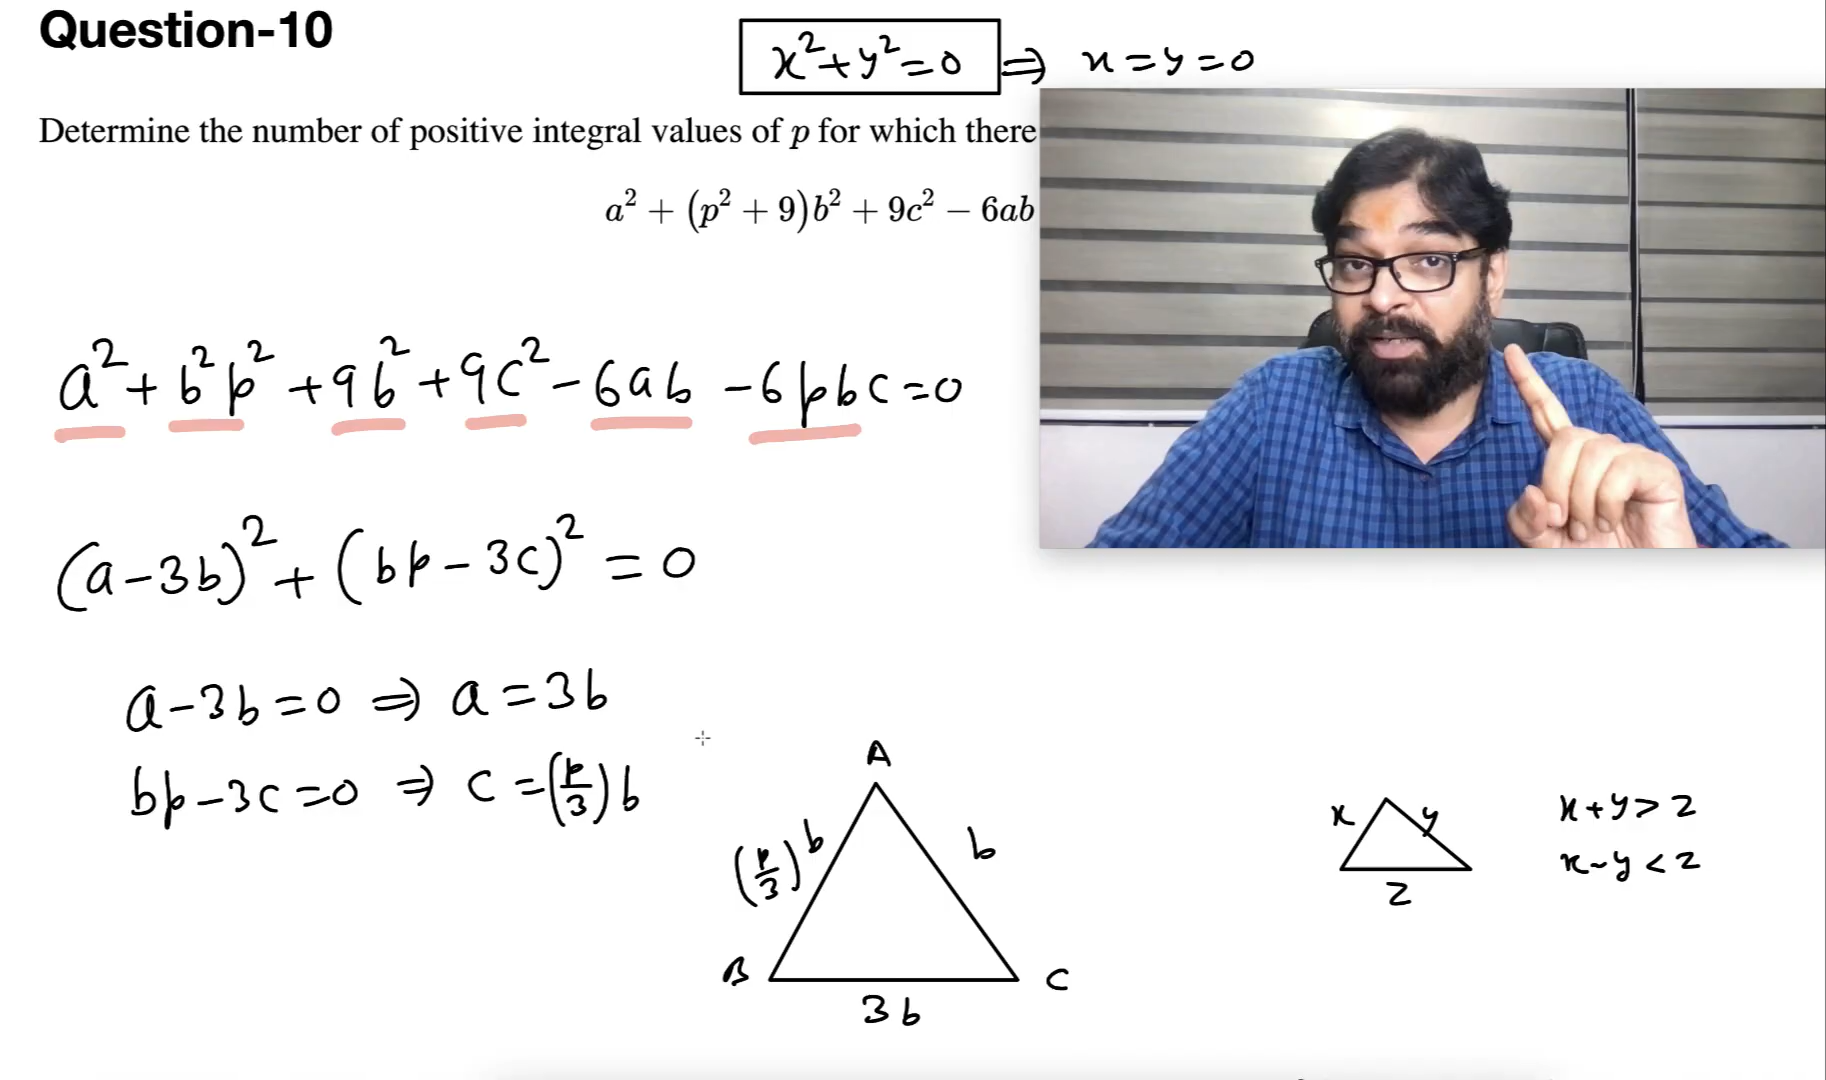 Question-10
x² + y² = 0 ⇒ x = y = 0
Determine the number of positive integral values of p for which there
a² + (p² + 9)b² + 9c² − 6ab
a² + b²p² + 9b² + 9c² − 6ab − 6pbc = 0
(a − 3b)² + (bp − 3c)² = 0
a − 3b = 0 ⇒ a = 3b
bp − 3c = 0 ⇒ c = (p/3) b
A
(p/3) b
b
B
C
3b
x
y
z
x + y > z
x ~ y < z